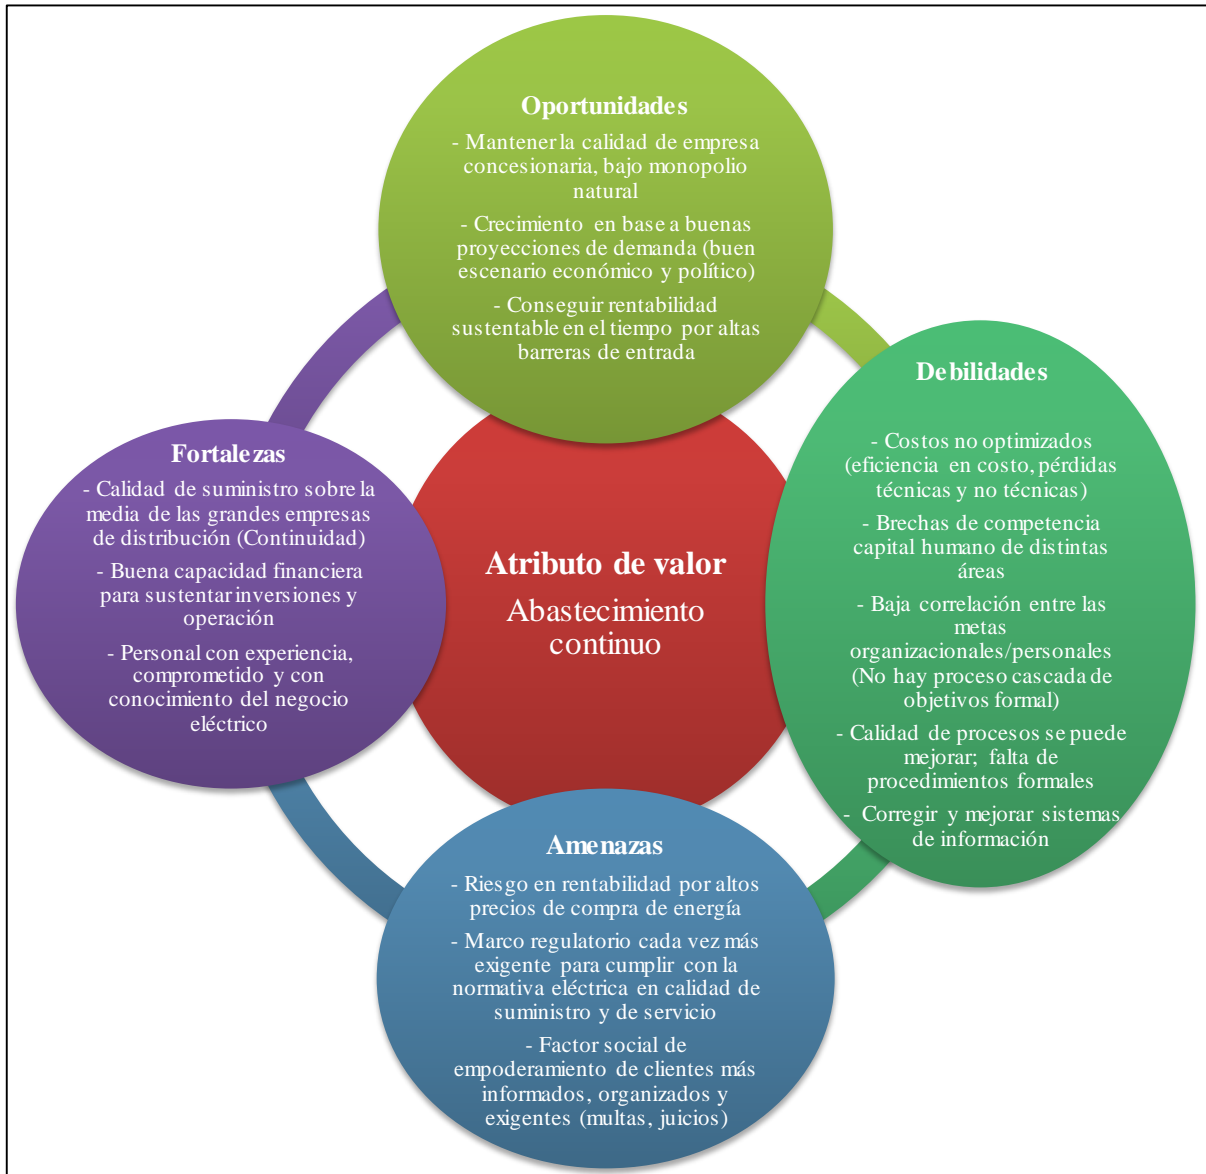 Oportunidades
- Mantener la calidad de empresa
concesionaria, bajo monopolio
natural
- Crecimiento en base a buenas
proyecciones de demanda (buen
escenario económico y político)
- Conseguir rentabilidad
sustentable en el tiempo por altas
barreras de entrada
Debilidades
- Costos no optimizados
(eficiencia en costo, pérdidas
técnicas y no técnicas)
- Brechas de competencia
capital humano de distintas
áreas
- Baja correlación entre las
metas
organizacionales/personales
(No hay proceso cascada de
objetivos formal)
- Calidad de procesos se puede
mejorar; falta de
procedimientos formales
- Corregir y mejorar sistemas
de información
Fortalezas
- Calidad de suministro sobre la
media de las grandes empresas
de distribución (Continuidad)
- Buena capacidad financiera
para sustentar inversiones y
operación
- Personal con experiencia,
comprometido y con
conocimiento del negocio
eléctrico
Atributo de valor
Abastecimiento
continuo
Amenazas
- Riesgo en rentabilidad por altos
precios de compra de energía
- Marco regulatorio cada vez más
exigente para cumplir con la
normativa eléctrica en calidad de
suministro y de servicio
- Factor social de
empoderamiento de clientes más
informados, organizados y
exigentes (multas, juicios)